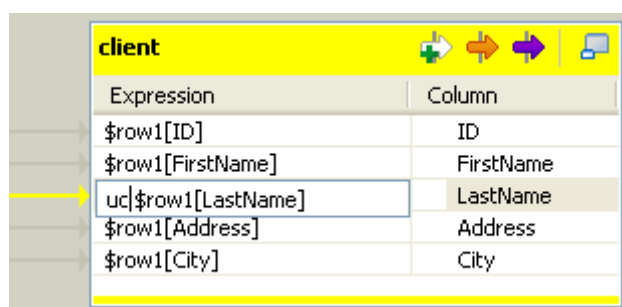 client
Expression Column
$row1[ID] ID
$row1[FirstName] FirstName
uc$row1[LastName] LastName
$row1[Address] Address
$row1[City] City